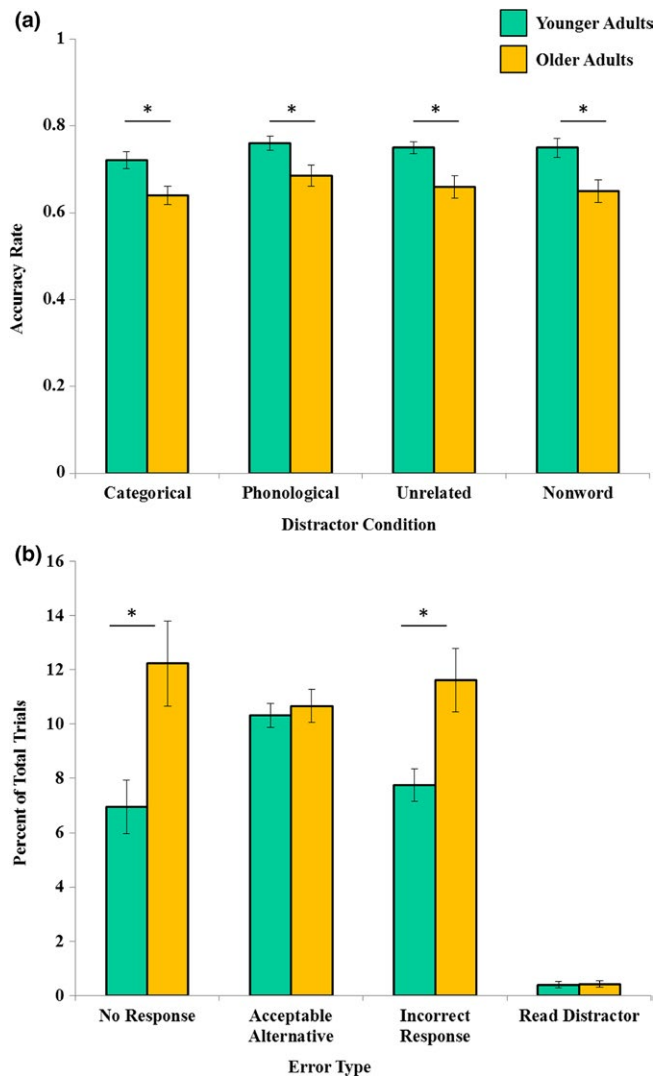 (a)
Younger Adults
Older Adults
1
0.8
0.6
0.4
0.2
0
Accuracy Rate
* * * *
Categorical Phonological Unrelated Nonword
Distractor Condition
(b)
16
14
12
10
8
6
4
2
0
Percent of Total Trials
* *
No Response Acceptable Incorrect Read Distractor
Alternative Response
Error Type